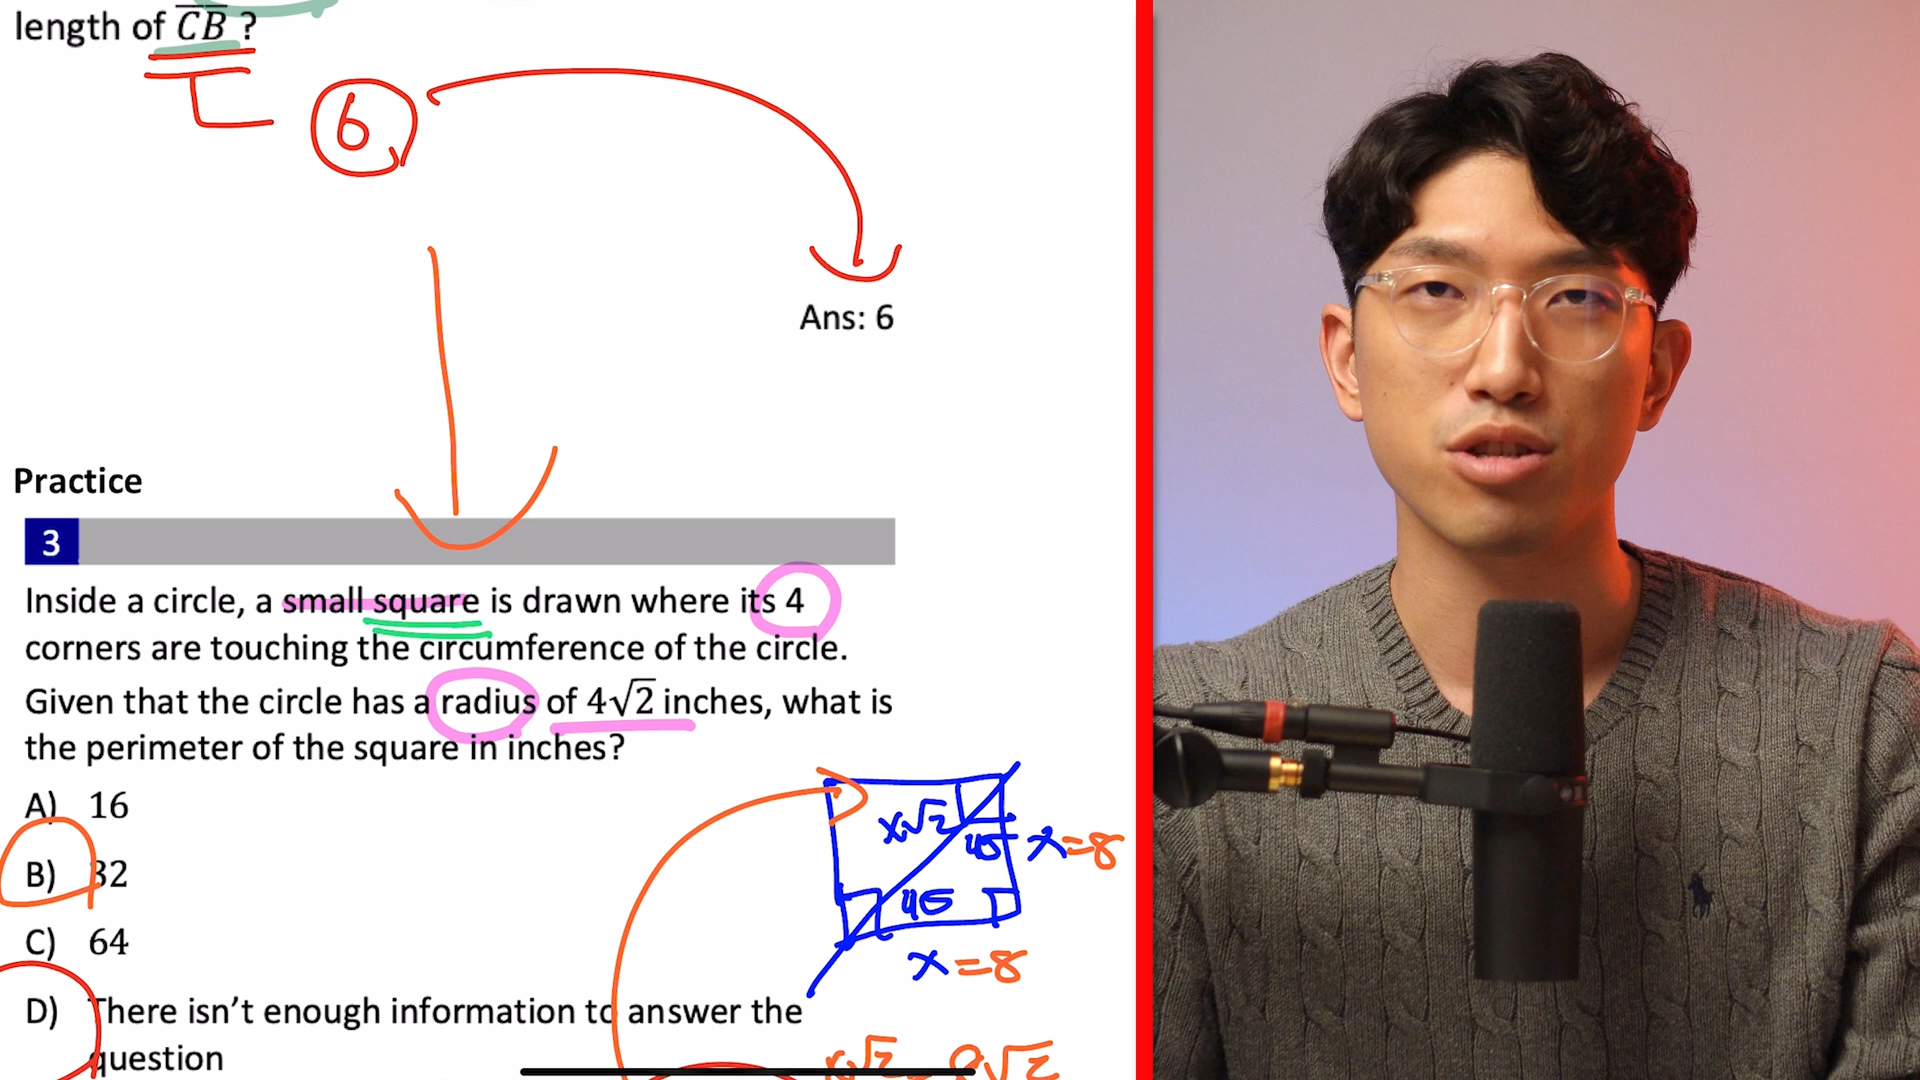 length of CB ?
6
Ans: 6
Practice
3
Inside a circle, a small square is drawn where its 4
corners are touching the circumference of the circle.
Given that the circle has a radius of 4√2 inches, what is
the perimeter of the square in inches?
A) 16
B) 32
C) 64
D) There isn't enough information to answer the
question
x√2
45
x=8
45
x=8